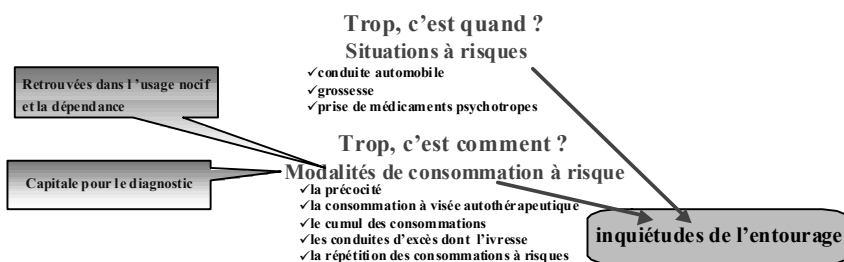 Trop, c’est quand ?
Situations à risques
✓conduite automobile
✓grossesse
✓prise de médicaments psychotropes
Retrouvées dans l ’usage nocif
et la dépendance
Trop, c’est comment ?
Modalités de consommation à risque
Capitale pour le diagnostic
✓la précocité
✓la consommation à visée autothérapeutique
✓le cumul des consommations
✓les conduites d’excès dont l’ivresse
✓la répétition des consommations à risques
inquiétudes de l’entourage